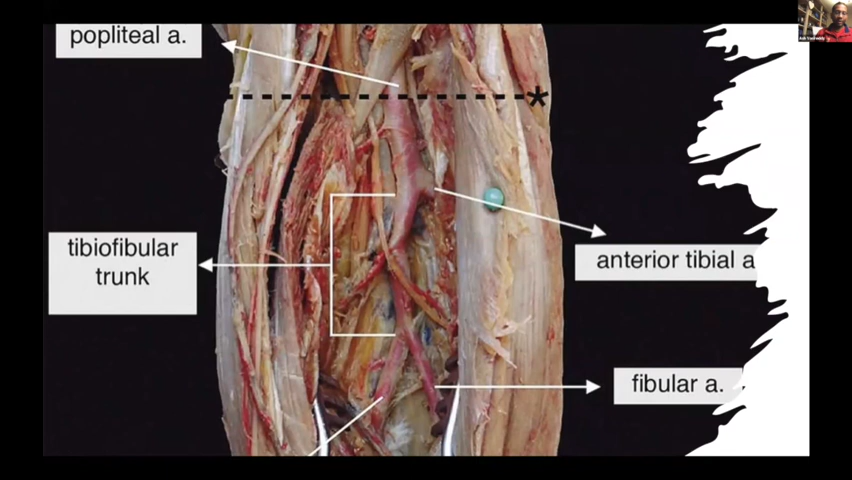 popliteal a.
tibiofibular
trunk
anterior tibial a
fibular a.
*